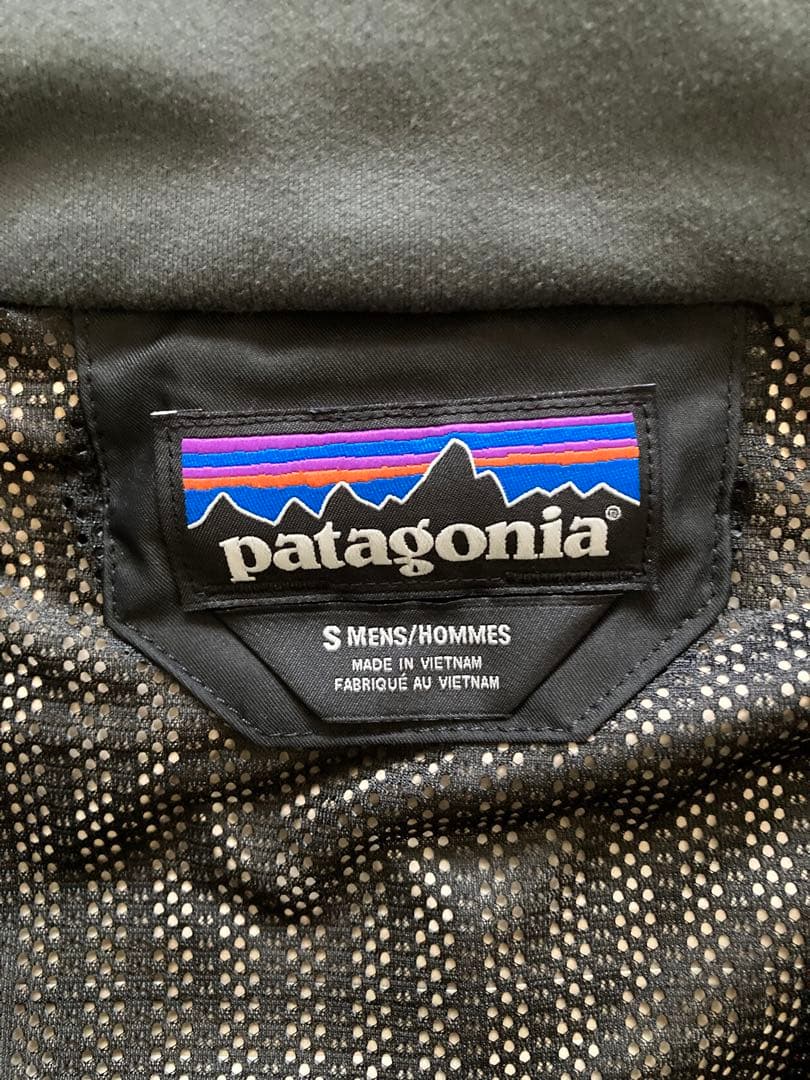 patagonia®
S MENS/HOMMES
MADE IN VIETNAM
FABRIQUÉ AU VIETNAM